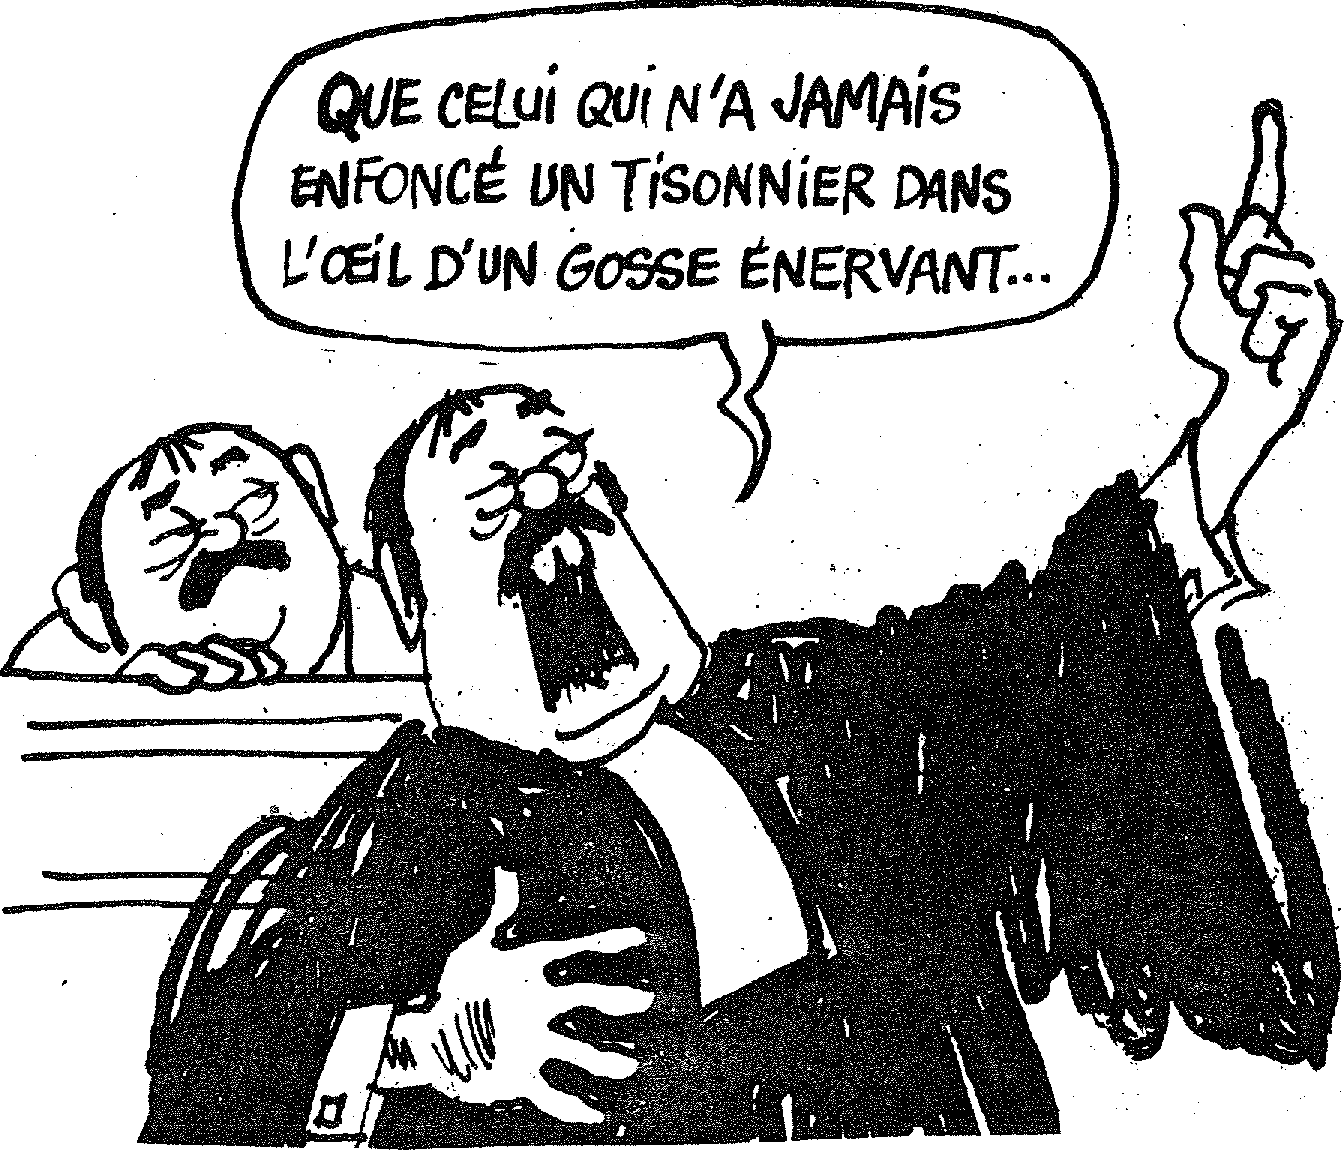 QUE CELUI QUI N'A JAMAIS
ENFONCÉ UN TISONNIER DANS
L'ŒIL D'UN GOSSE ÉNERVANT...